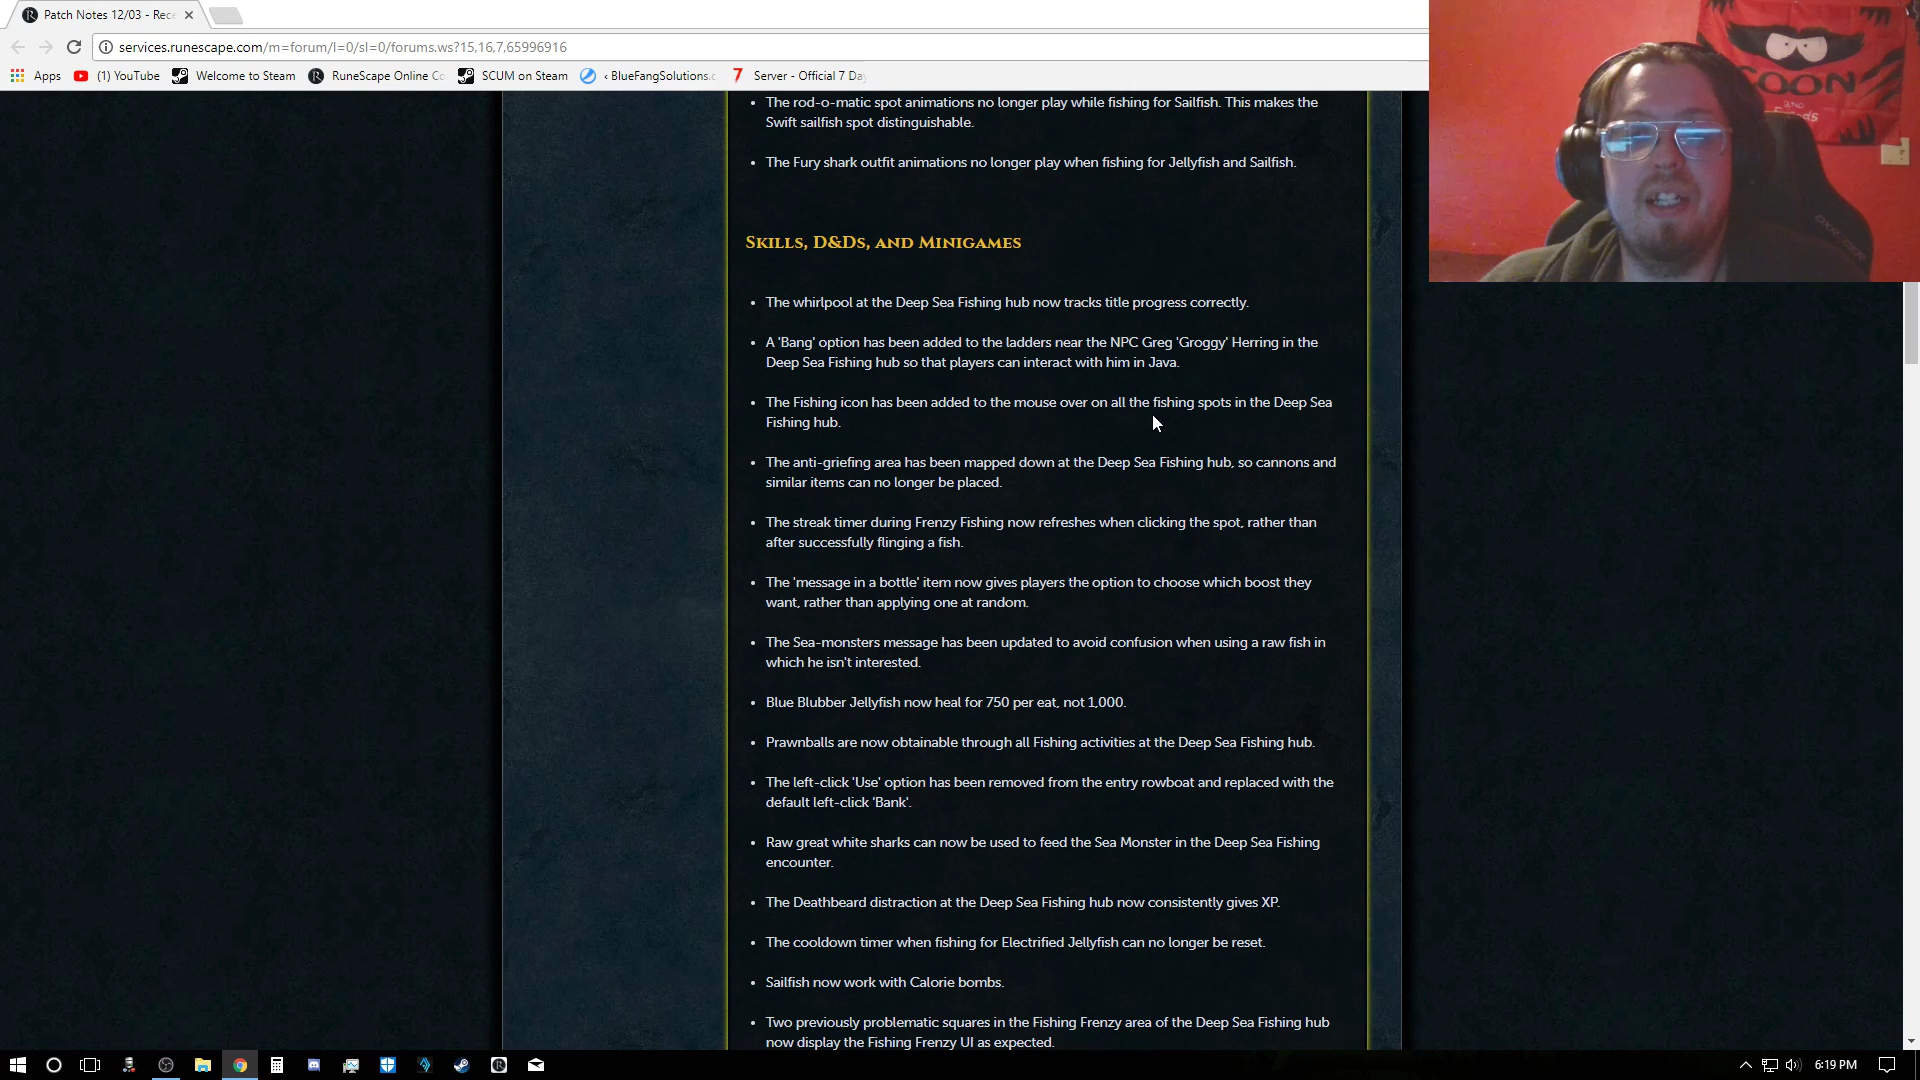 Patch Notes 12/03 - Rec
services.runescape.com/m=forum/l=0/sl=0/forums.ws?15,16,7,65996916
Apps (1) YouTube Welcome to Steam RuneScape Online Co SCUM on Steam ‹ BlueFangSolutions.c Server - Official 7 Day
The rod-o-matic spot animations no longer play while fishing for Sailfish. This makes the
Swift sailfish spot distinguishable.
The Fury shark outfit animations no longer play when fishing for Jellyfish and Sailfish.
Skills, D&Ds, and Minigames
The whirlpool at the Deep Sea Fishing hub now tracks title progress correctly.
A 'Bang' option has been added to the ladders near the NPC Greg 'Groggy' Herring in the
Deep Sea Fishing hub so that players can interact with him in Java.
The Fishing icon has been added to the mouse over on all the fishing spots in the Deep Sea
Fishing hub.
The anti-griefing area has been mapped down at the Deep Sea Fishing hub, so cannons and
similar items can no longer be placed.
The streak timer during Frenzy Fishing now refreshes when clicking the spot, rather than
after successfully flinging a fish.
The 'message in a bottle' item now gives players the option to choose which boost they
want, rather than applying one at random.
The Sea-monsters message has been updated to avoid confusion when using a raw fish in
which he isn't interested.
Blue Blubber Jellyfish now heal for 750 per eat, not 1,000.
Prawnballs are now obtainable through all Fishing activities at the Deep Sea Fishing hub.
The left-click 'Use' option has been removed from the entry rowboat and replaced with the
default left-click 'Bank'.
Raw great white sharks can now be used to feed the Sea Monster in the Deep Sea Fishing
encounter.
The Deathbeard distraction at the Deep Sea Fishing hub now consistently gives XP.
The cooldown timer when fishing for Electrified Jellyfish can no longer be reset.
Sailfish now work with Calorie bombs.
Two previously problematic squares in the Fishing Frenzy area of the Deep Sea Fishing hub
now display the Fishing Frenzy UI as expected.
COON
AND
6:19 PM